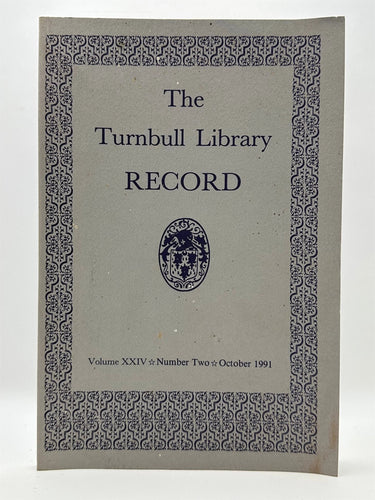 The
Turnbull Library
RECORD
Volume XXIV☆Number Two☆October 1991